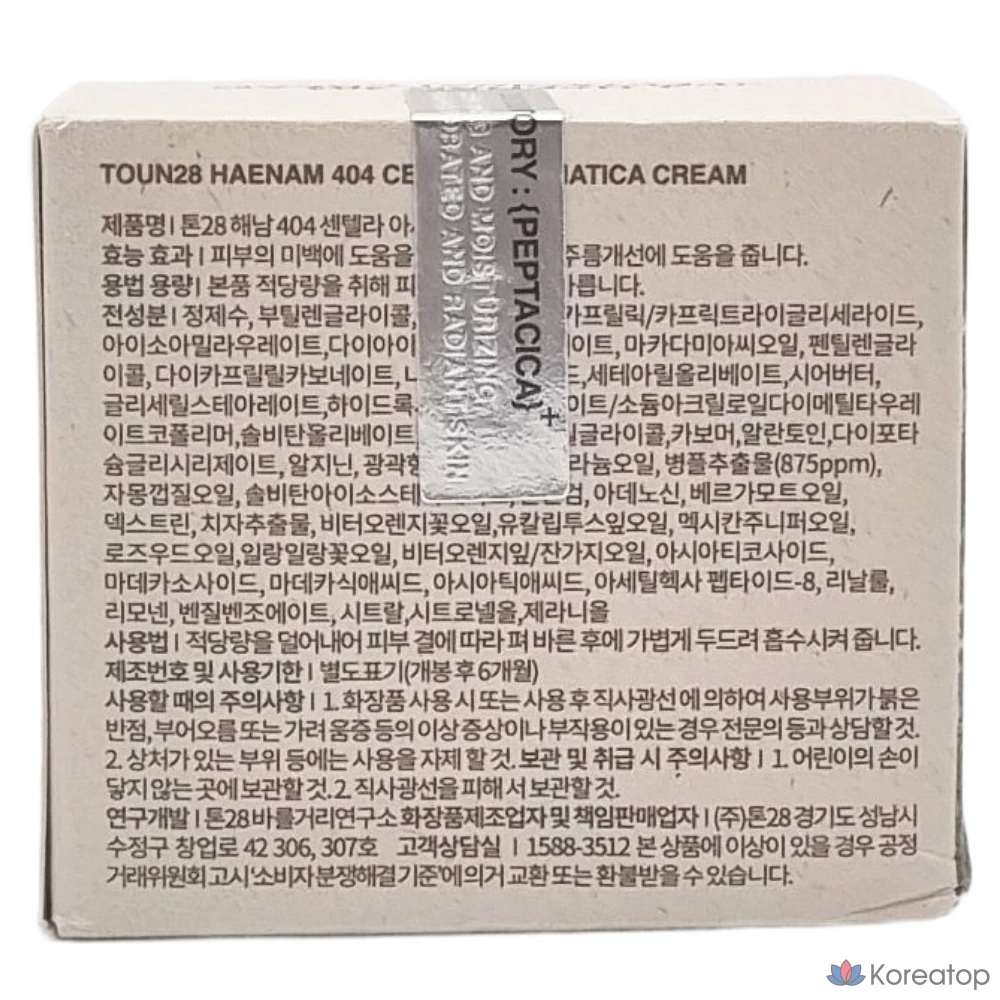 TOUN28 HAENAM 404 CE MATICA CREAM
제품명 | 톤28 해남 404 센텔라 아
효능 효과 | 피부의 미백에 도움을 주름개선에 도움을 줍니다.
용법 용량 | 본품 적당량을 취해 피 바릅니다.
전성분 | 정제수, 부틸렌글라이콜, 카프릴릭/카프릭트라이글리세라이드,
아이소아밀라우레이트,다이아이 이트, 마카다미아씨오일, 펜틸렌글라
이콜, 다이카프릴릴카보네이트, 드,세테아릴올리베이트,시어버터,
글리세릴스테아레이트,하이드록 이트/소듐아크릴로일다이메틸타우레
이트코폴리머,솔비탄올리베이트, 글라이콜,카보머,알란토인,다이포타
슘글리시리제이트, 알지닌, 광곽향 라늄오일, 병풀추출물(875ppm),
자몽껍질오일, 솔비탄아이소스테 검, 아데노신, 베르가모트오일,
덱스트린, 치자추출물, 비터오렌지꽃오일,유칼립투스잎오일, 멕시칸주니퍼오일,
로즈우드오일,일랑일랑꽃오일, 비터오렌지잎/잔가지오일, 아시아티코사이드,
마데카소사이드, 마데카식애씨드, 아시아틱애씨드, 아세틸헥사 펩타이드-8, 리날룰,
리모넨, 벤질벤조에이트, 시트랄,시트로넬올,제라니올
사용법 | 적당량을 덜어내어 피부 결에 따라 펴 바른 후에 가볍게 두드려 흡수시켜 줍니다.
제조번호 및 사용기한 | 별도표기(개봉 후 6개월)
사용할 때의 주의사항 | 1. 화장품 사용 시 또는 사용 후 직사광선에 의하여 사용부위가 붉은
반점, 부어오름 또는 가려움증 등의 이상 증상이나 부작용이 있는 경우 전문의 등과 상담할 것.
2. 상처가 있는 부위 등에는 사용을 자제 할 것. 보관 및 취급 시 주의사항 | 1. 어린이의 손이
닿지 않는 곳에 보관할 것. 2. 직사광선을 피해서 보관할 것.
연구개발 | 톤28 바를거리연구소 화장품제조업자 및 책임판매업자 | (주)톤28 경기도 성남시
수정구 창업로 42 306, 307호 고객상담실 | 1588-3512 본 상품에 이상이 있을 경우 공정
거래위원회 고시'소비자 분쟁해결 기준'에 의거 교환 또는 환불받을 수 있습니다.
ORY : {PEPTACICA}+
AND MOISTURIZING
ORATED AND RADIANT SKIN
Koreatop